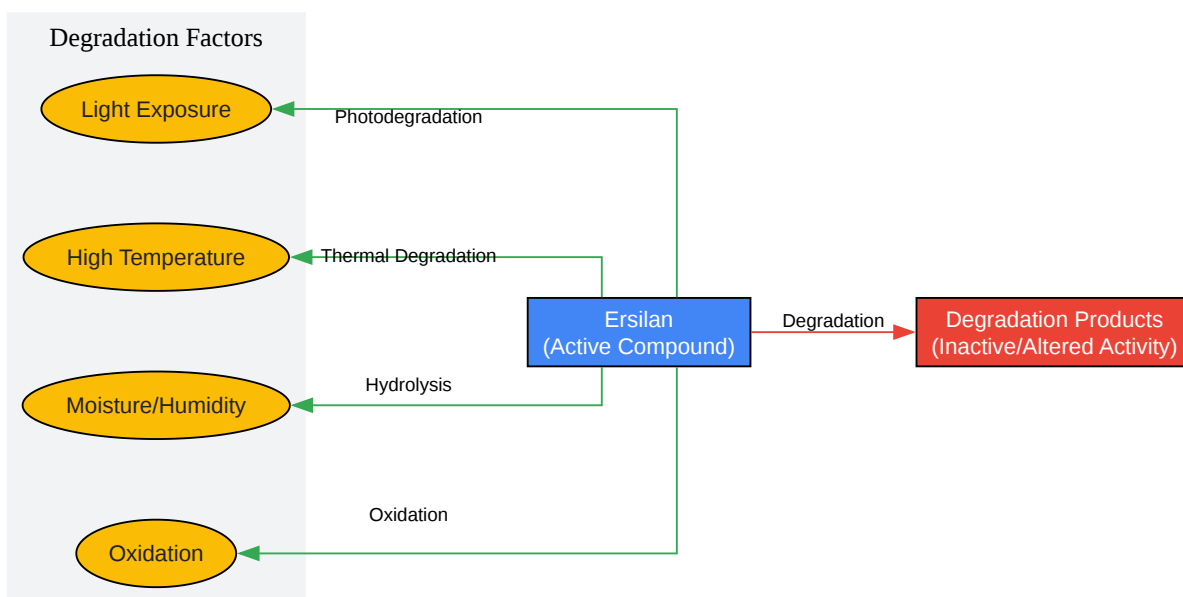 Degradation Factors
Light Exposure
Photodegradation
High Temperature
Thermal Degradation
Ersilan
(Active Compound)
Degradation
Degradation Products
(Inactive/Altered Activity)
Hydrolysis
Moisture/Humidity
Oxidation
Oxidation